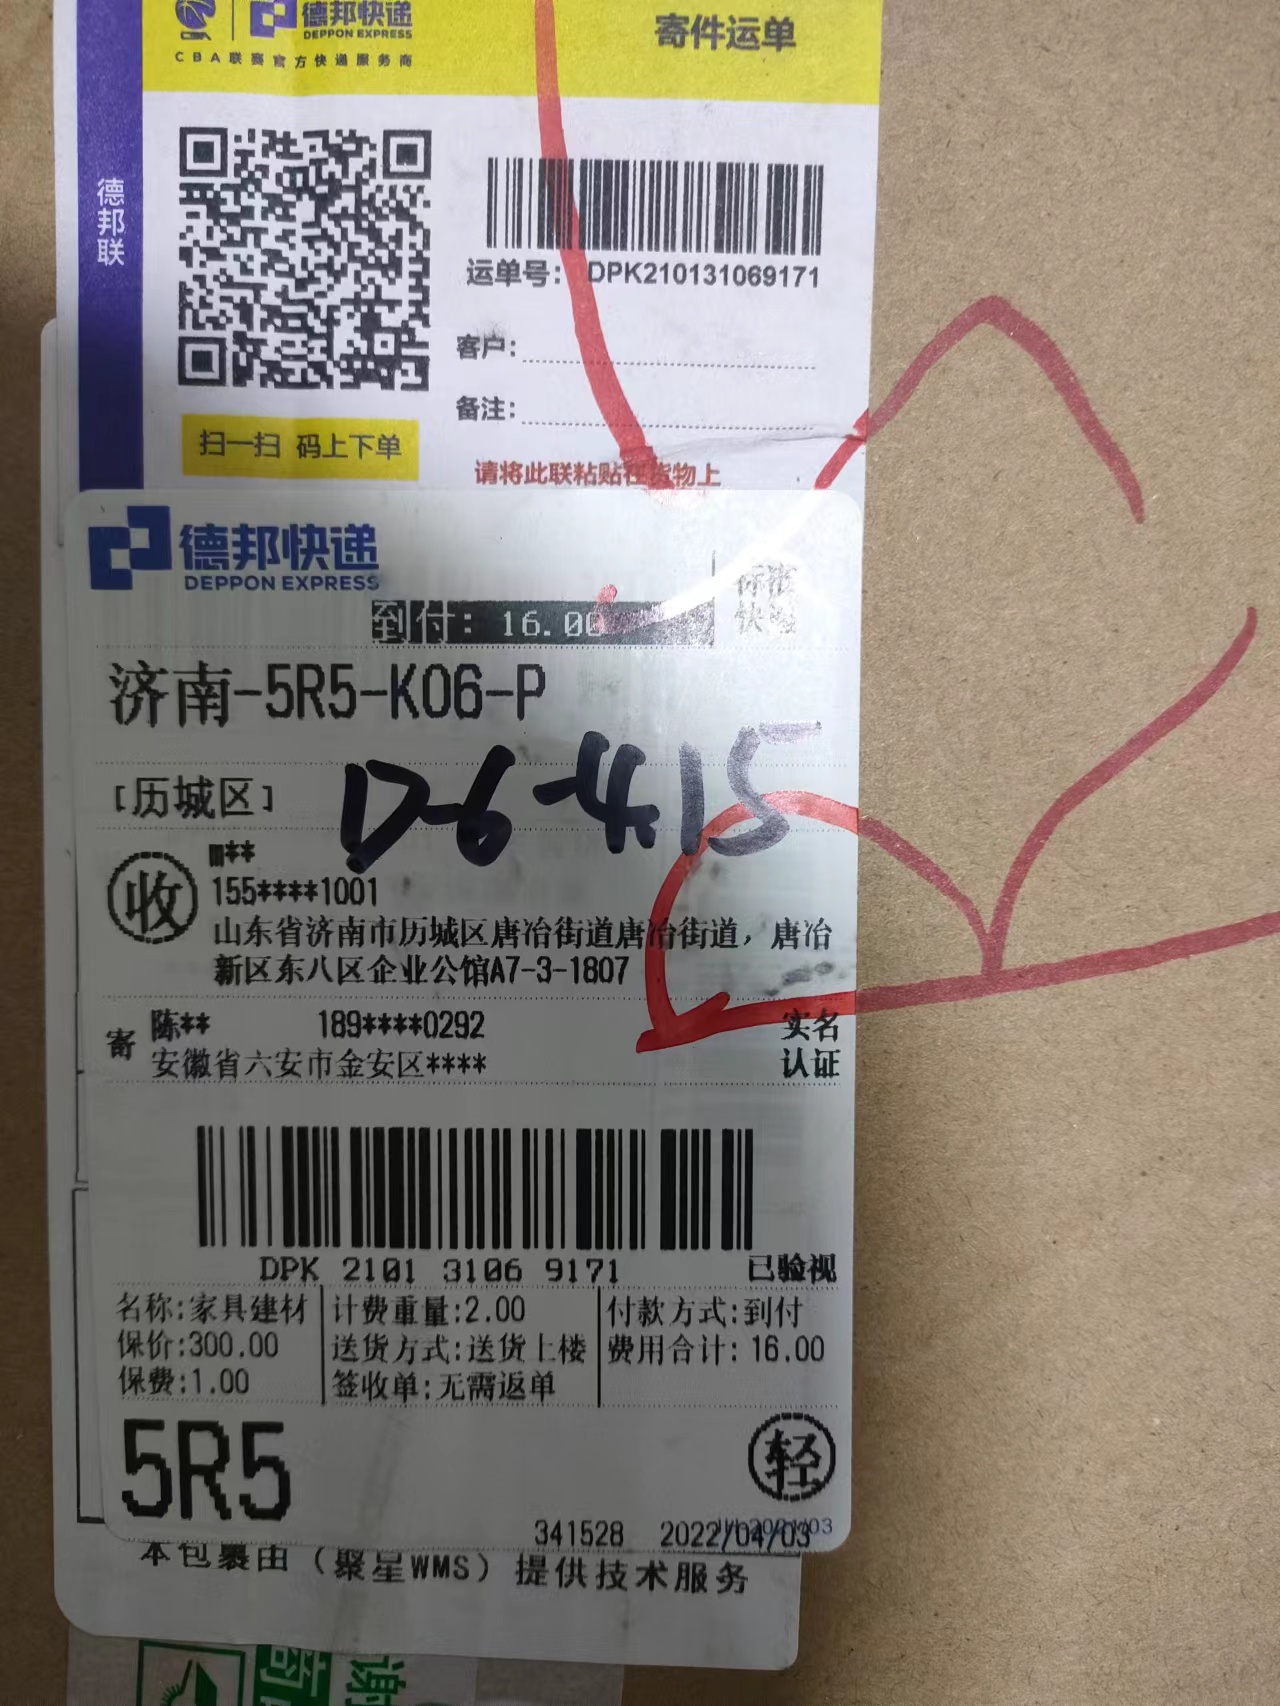 德邦快递
DEPPON EXPRESS
CBA联赛官方快递服务商
寄件运单
德邦联
运单号: DPK210131069171
客户:
备注:
扫一扫 码上下单
请将此联粘贴在货物上
德邦快递
DEPPON EXPRESS
到付: 16.00
济南-5R5-K06-P
D-6-4.15
[历城区]
收
m**
155****1001
山东省济南市历城区唐冶街道唐冶街道，唐冶
新区东八区企业公馆A7-3-1807
寄
陈** 189****0292
安徽省六安市金安区****
实名
认证
DPK 2101 3106 9171
已验视
名称:家具建材
保价:300.00
保费:1.00
计费重量:2.00
送货方式:送货上楼
签收单:无需返单
付款方式:到付
费用合计: 16.00
5R5
轻
341528 2022/04/03
本包裹由（聚星WMS）提供技术服务